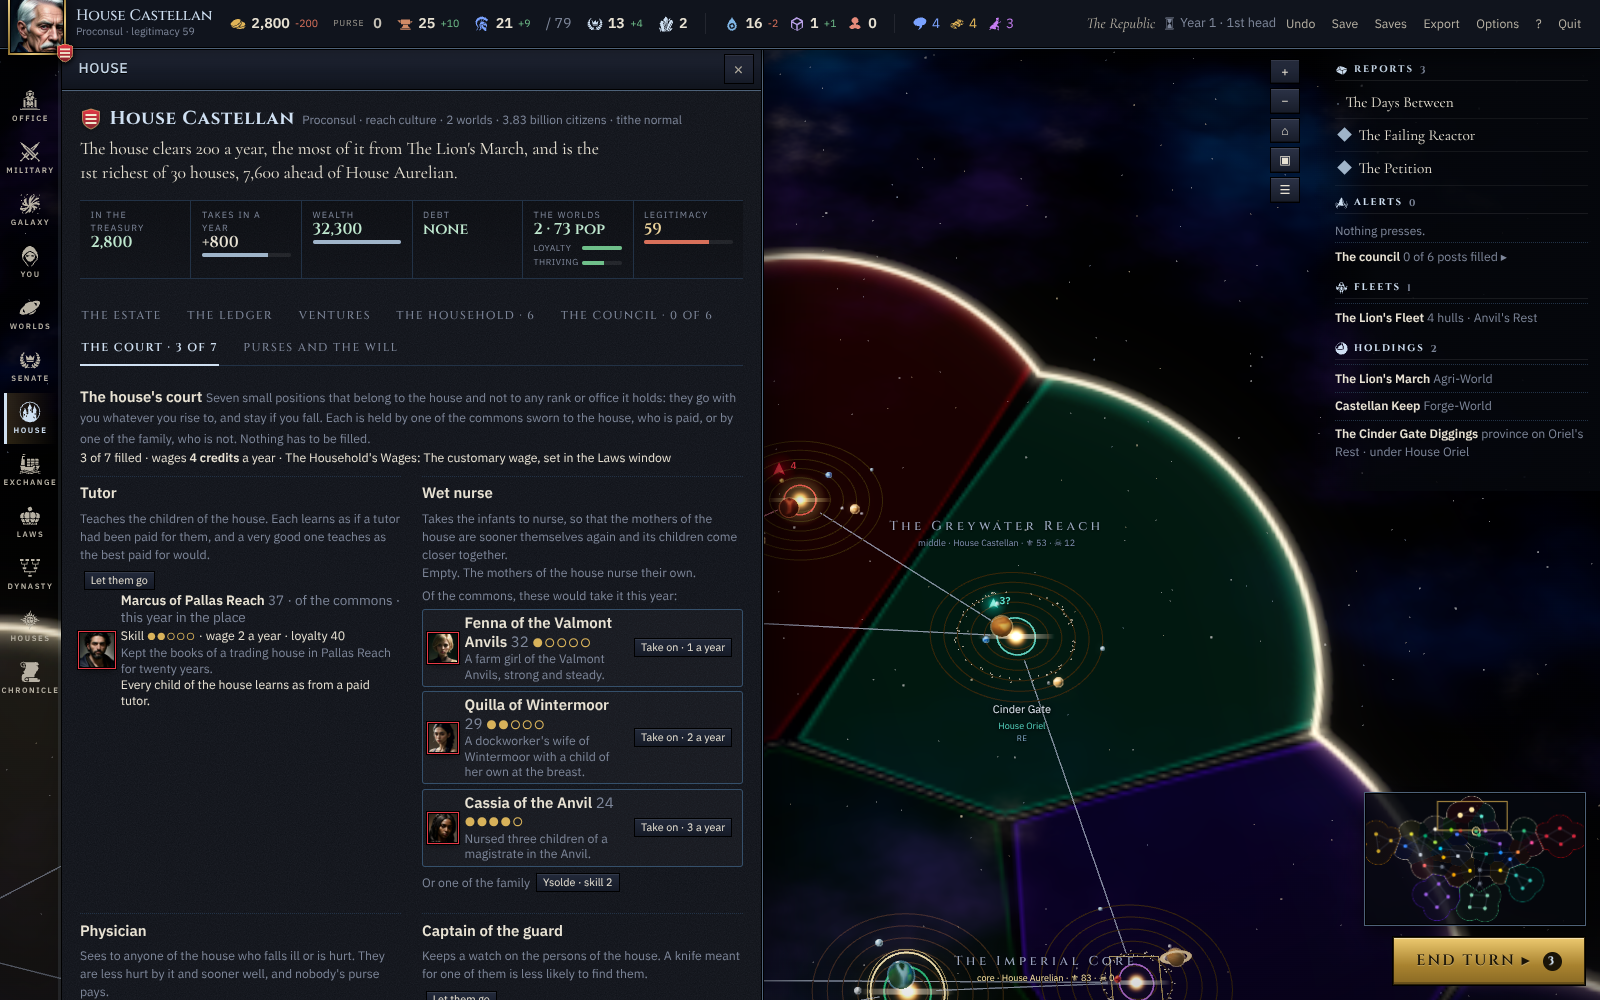 House Castellan
Proconsul · legitimacy 59
2,800 -200 PURSE 0 25 +10 21 +9 / 79 13 +4 2 16 -2 1 +1 0 4 4 3
The Republic Year 1 · 1st head Undo Save Saves Export Options ? Quit
OFFICE
MILITARY
GALAXY
YOU
WORLDS
SENATE
HOUSE
EXCHANGE
LAWS
DYNASTY
HOUSES
CHRONICLE
HOUSE ×
House Castellan Proconsul · reach culture · 2 worlds · 3.83 billion citizens · tithe normal
The house clears 200 a year, the most of it from The Lion's March, and is the
1st richest of 30 houses, 7,600 ahead of House Aurelian.
IN THE TREASURY
2,800
TAKES IN A YEAR
+800
WEALTH
32,300
DEBT
NONE
THE WORLDS
2 · 73 POP
LOYALTY
THRIVING
LEGITIMACY
59
THE ESTATE THE LEDGER VENTURES THE HOUSEHOLD · 6 THE COUNCIL · 0 OF 6
THE COURT · 3 OF 7 PURSES AND THE WILL
The house's court Seven small positions that belong to the house and not to any rank or office it holds: they go with
you whatever you rise to, and stay if you fall. Each is held by one of the commons sworn to the house, who is paid, or by
one of the family, who is not. Nothing has to be filled.
3 of 7 filled · wages 4 credits a year · The Household's Wages: The customary wage, set in the Laws window
Tutor
Teaches the children of the house. Each learns as if a tutor
had been paid for them, and a very good one teaches as
the best paid for would.
Let them go
Marcus of Pallas Reach 37 · of the commons ·
this year in the place
Skill · wage 2 a year · loyalty 40
Kept the books of a trading house in Pallas Reach
for twenty years.
Every child of the house learns as from a paid
tutor.
Wet nurse
Takes the infants to nurse, so that the mothers of the
house are sooner themselves again and its children come
closer together.
Empty. The mothers of the house nurse their own.
Of the commons, these would take it this year:
Fenna of the Valmont
Anvils 32
A farm girl of the Valmont
Anvils, strong and steady.
Take on · 1 a year
Quilla of Wintermoor
29
A dockworker's wife of
Wintermoor with a child of
her own at the breast.
Take on · 2 a year
Cassia of the Anvil 24
Nursed three children of a
magistrate in the Anvil.
Take on · 3 a year
Or one of the family Ysolde · skill 2
Physician
Sees to anyone of the house who falls ill or is hurt. They
are less hurt by it and sooner well, and nobody's purse
pays.
Captain of the guard
Keeps a watch on the persons of the house. A knife meant
for one of them is less likely to find them.
Let them go
4
The Greywater Reach
middle · House Castellan · 53 · 12
3?
Cinder Gate
House Oriel
RE
The Imperial Core
core · House Aurelian · 83 · 0
+
−
REPORTS 3
The Days Between
The Failing Reactor
The Petition
ALERTS 0
Nothing presses.
The council 0 of 6 posts filled ▸
FLEETS 1
The Lion's Fleet 4 hulls · Anvil's Rest
HOLDINGS 2
The Lion's March Agri-World
Castellan Keep Forge-World
The Cinder Gate Diggings province on Oriel's
Rest · under House Oriel
END TURN ▸ 3